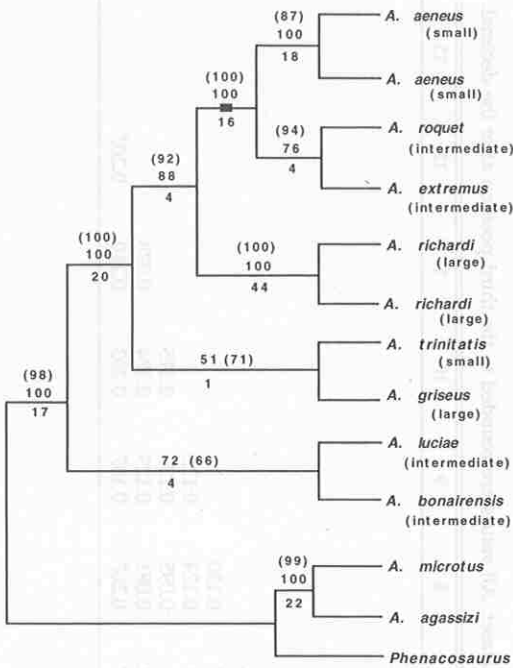 (87)
100
18
A. aeneus
(small)
A. aeneus
(small)
(100)
100
16
(94)
76
4
A. roquet
(intermediate)
A. extremus
(intermediate)
(92)
88
4
(100)
100
44
A. richardi
(large)
A. richardi
(large)
(100)
100
20
51 (71)
1
A. trinitatis
(small)
A. griseus
(large)
(98)
100
17
72 (66)
4
A. luciae
(intermediate)
A. bonairensis
(intermediate)
(99)
100
22
A. microtus
A. agassizi
Phenacosaurus